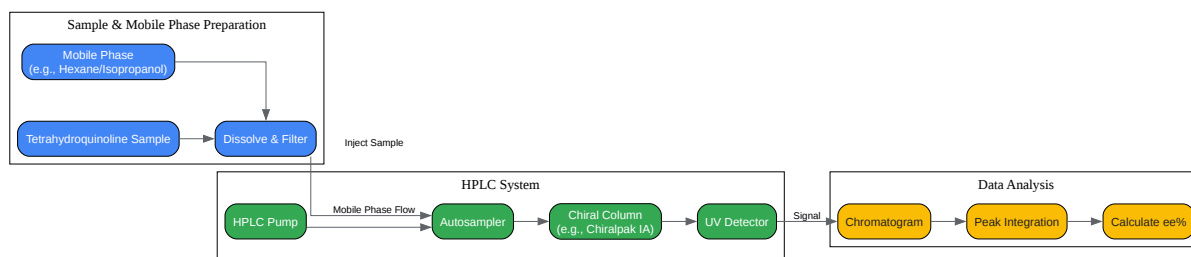 Sample & Mobile Phase Preparation
Mobile Phase
(e.g., Hexane/Isopropanol)
Tetrahydroquinoline Sample
Dissolve & Filter
Inject Sample
HPLC System
HPLC Pump
Mobile Phase Flow
Autosampler
Chiral Column
(e.g., Chiralpak IA)
UV Detector
Signal
Data Analysis
Chromatogram
Peak Integration
Calculate ee%